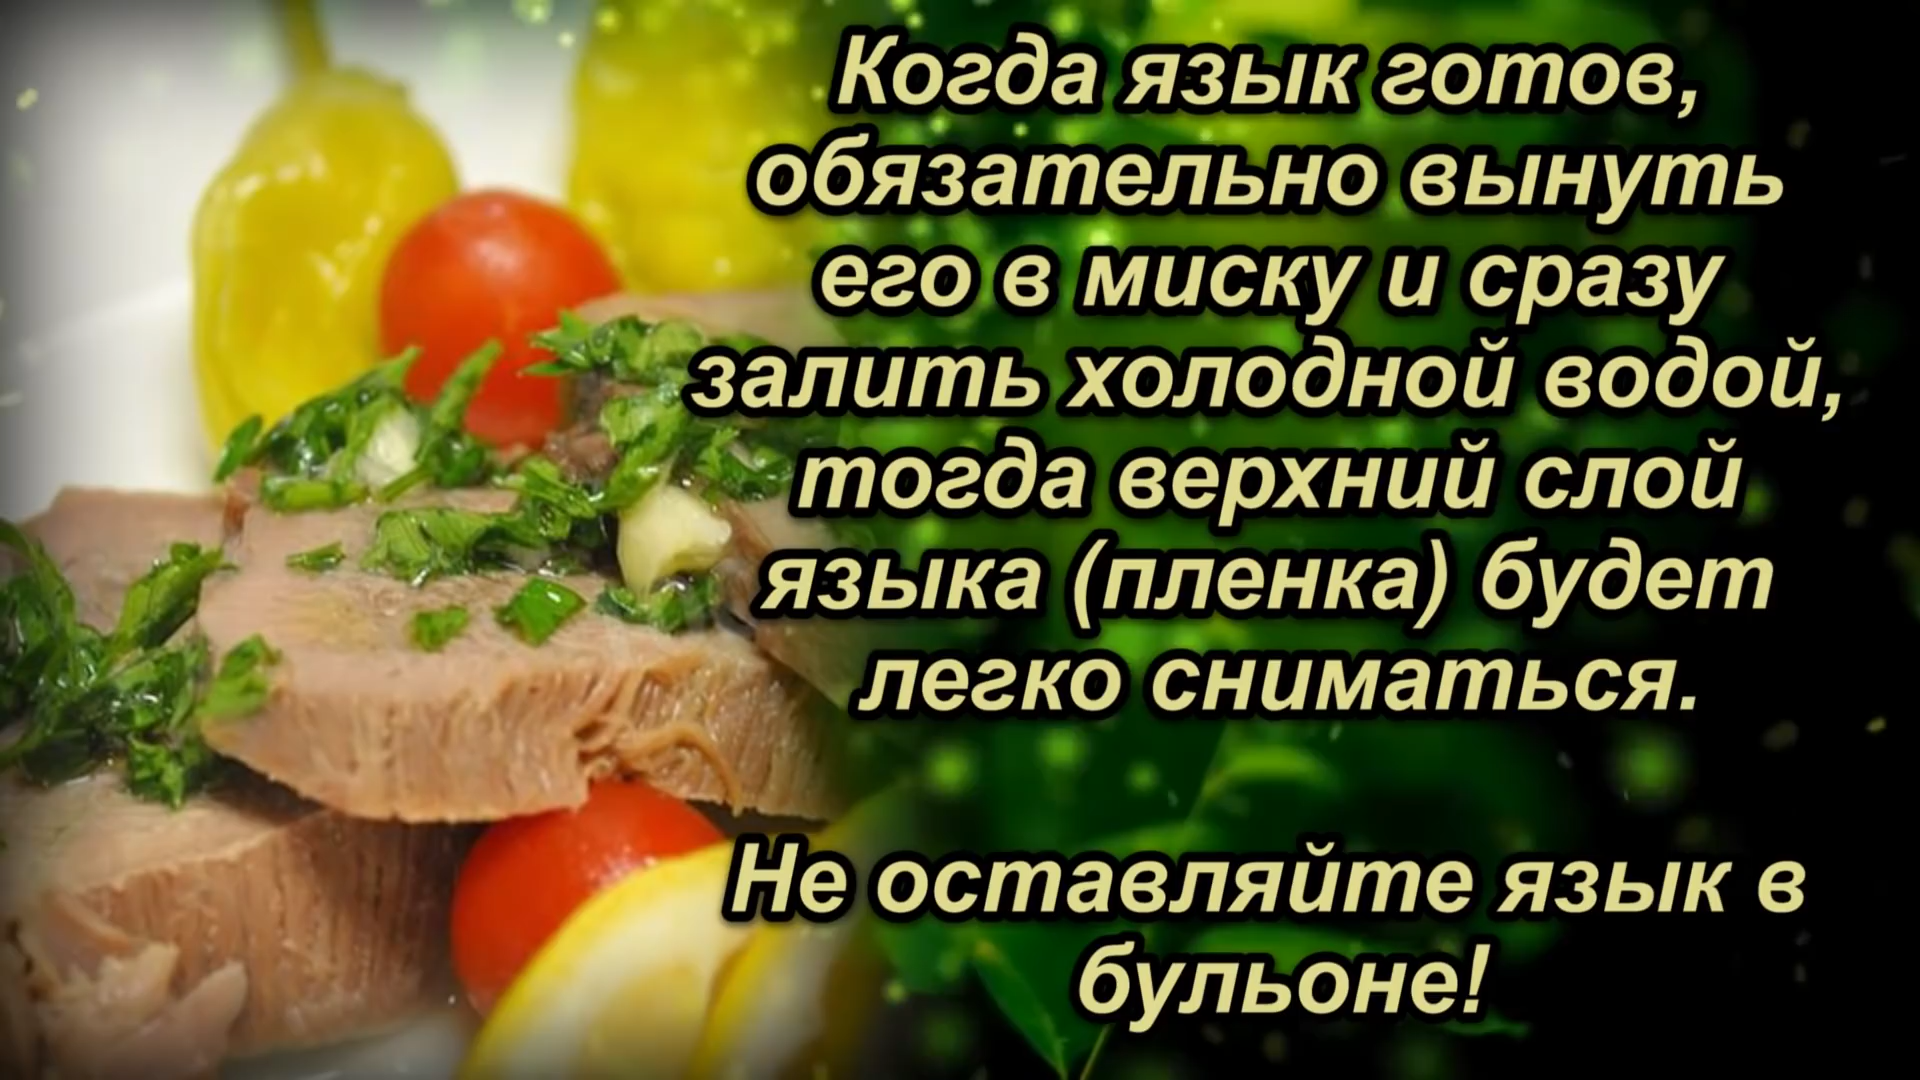 Когда язык готов,
обязательно вынуть
его в миску и сразу
залить холодной водой,
тогда верхний слой
языка (пленка) будет
легко сниматься.
Не оставляйте язык в
бульоне!